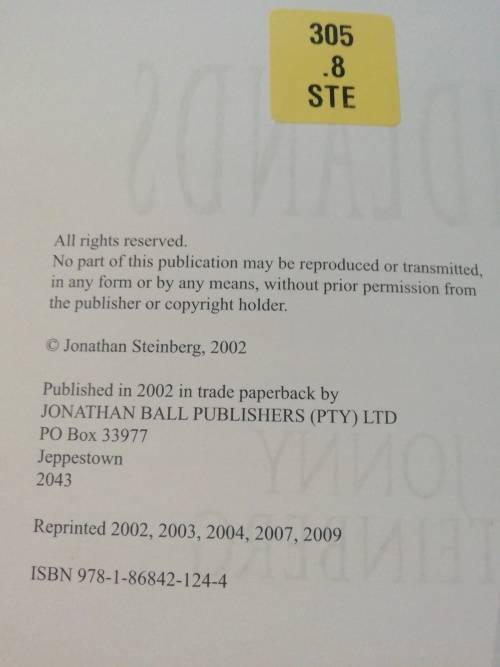 305
.8
STE
All rights reserved.
No part of this publication may be reproduced or transmitted,
in any form or by any means, without prior permission from
the publisher or copyright holder.
© Jonathan Steinberg, 2002
Published in 2002 in trade paperback by
JONATHAN BALL PUBLISHERS (PTY) LTD
PO Box 33977
Jeppestown
2043
Reprinted 2002, 2003, 2004, 2007, 2009
ISBN 978-1-86842-124-4